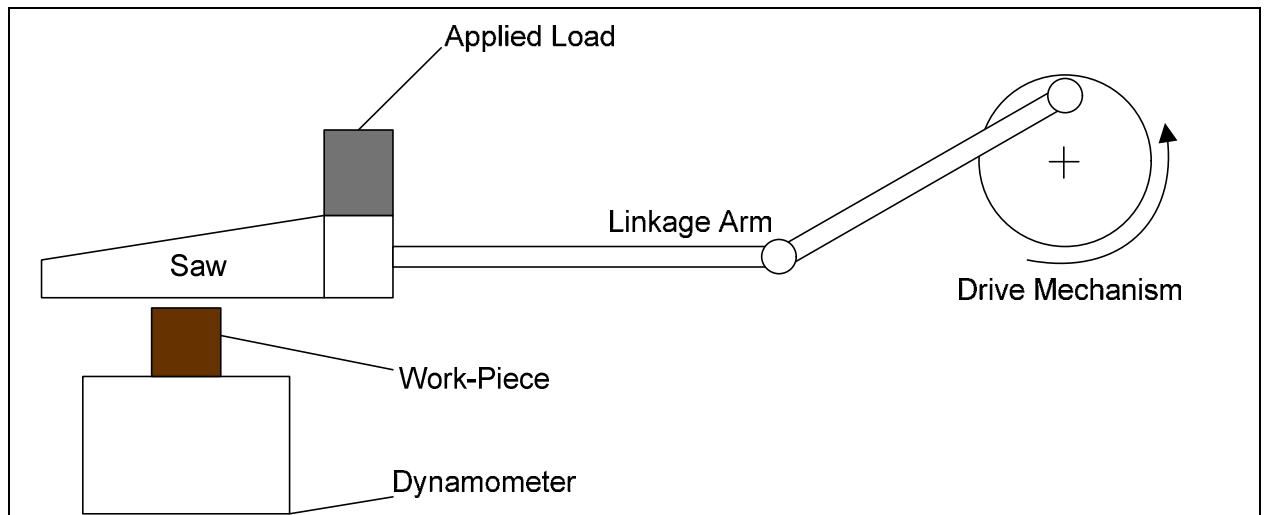 Applied Load
Linkage Arm
Saw
Drive Mechanism
Work-Piece
Dynamometer